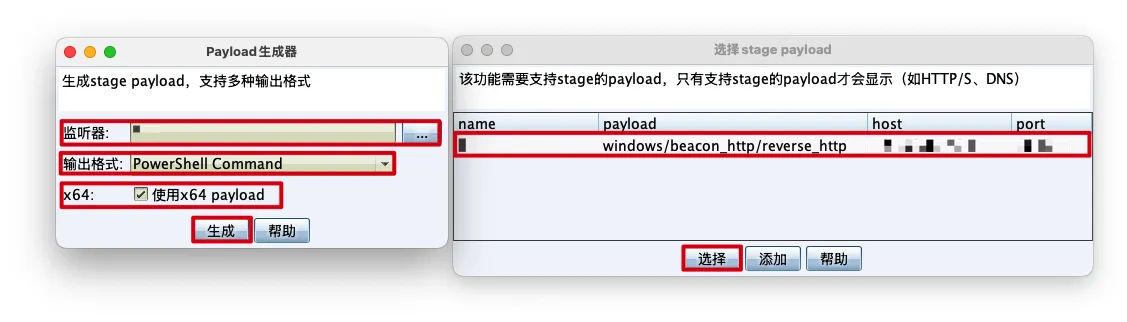 Payload生成器
生成stage payload，支持多种输出格式
监听器:
...
输出格式: PowerShell Command
x64: 使用x64 payload
生成 帮助
选择 stage payload
该功能需要支持stage的payload，只有支持stage的payload才会显示（如HTTP/S、DNS）
name payload host port
windows/beacon_http/reverse_http
选择 添加 帮助